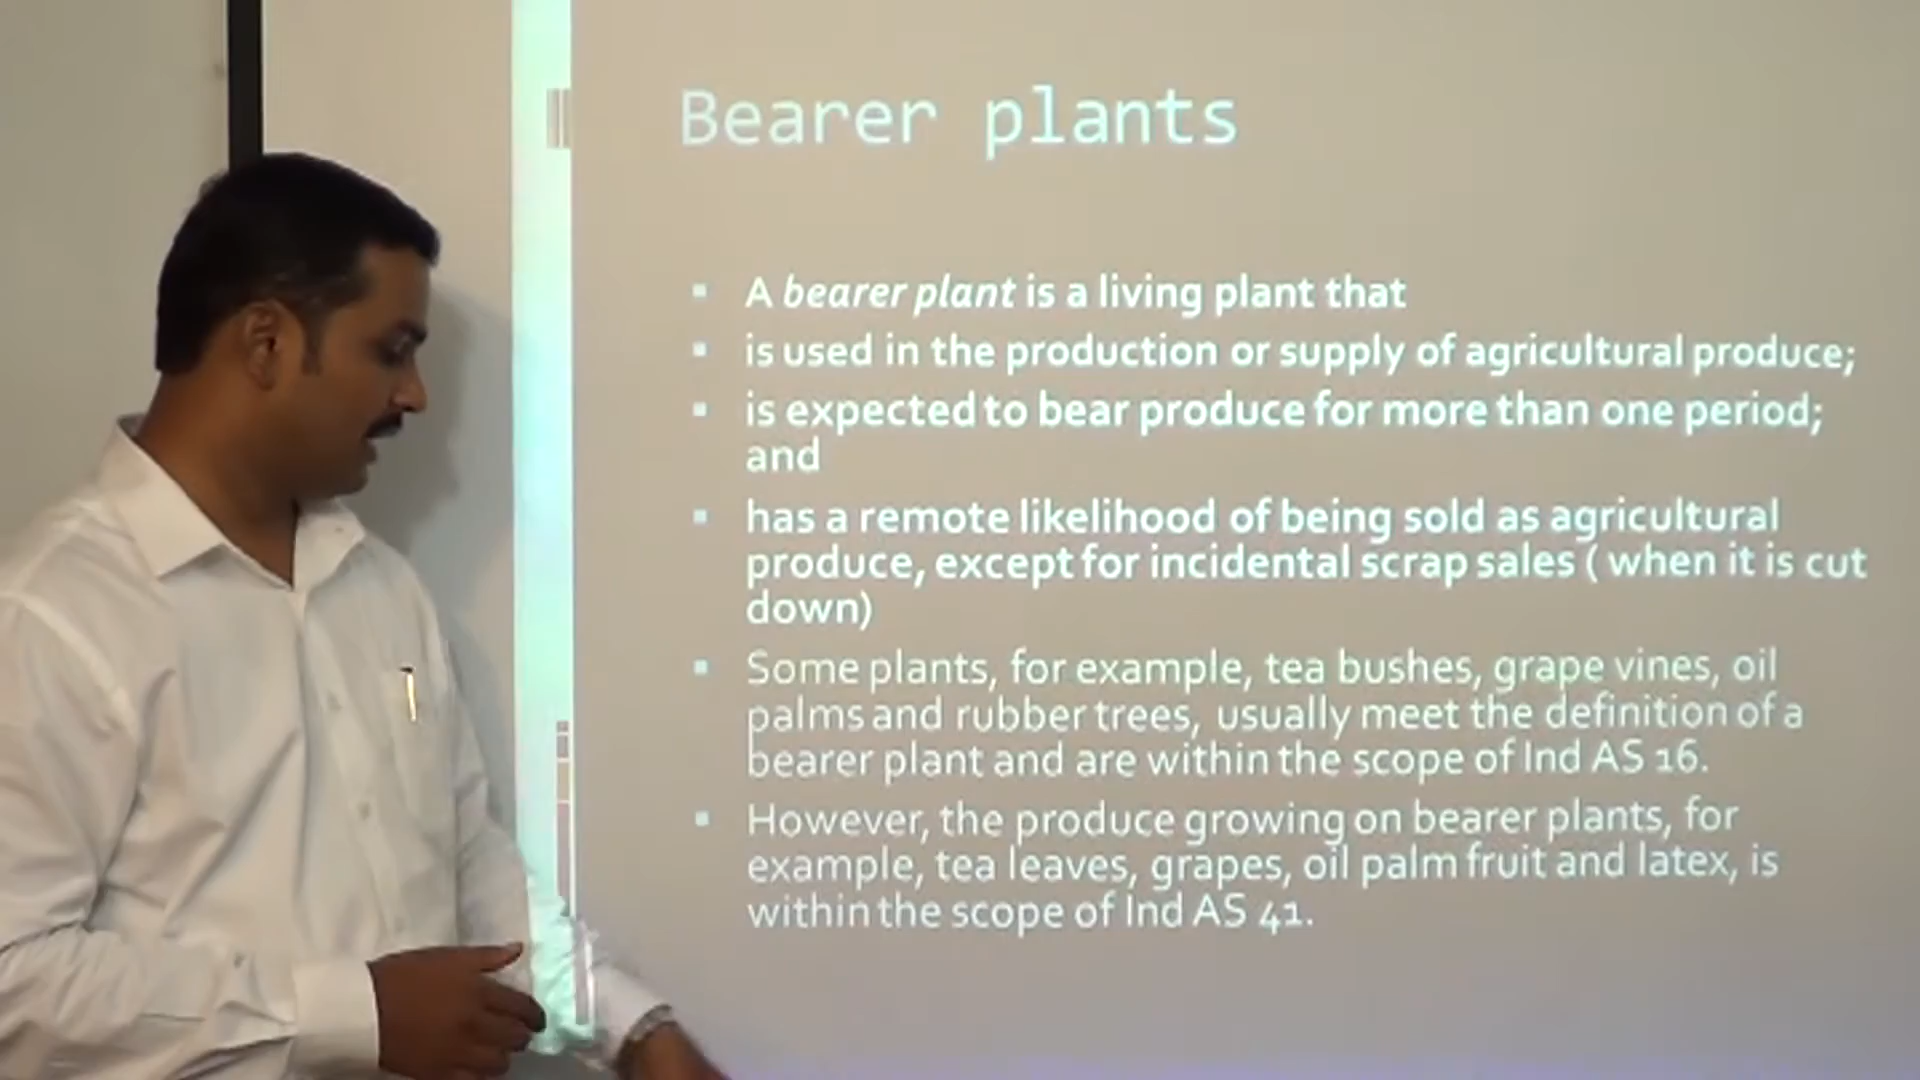 Bearer plants
A bearer plant is a living plant that
is used in the production or supply of agricultural produce;
is expected to bear produce for more than one period;
and
has a remote likelihood of being sold as agricultural
produce, except for incidental scrap sales ( when it is cut
down)
Some plants, for example, tea bushes, grape vines, oil
palms and rubber trees, usually meet the definition of a
bearer plant and are within the scope of Ind AS 16.
However, the produce growing on bearer plants, for
example, tea leaves, grapes, oil palm fruit and latex, is
within the scope of Ind AS 41.